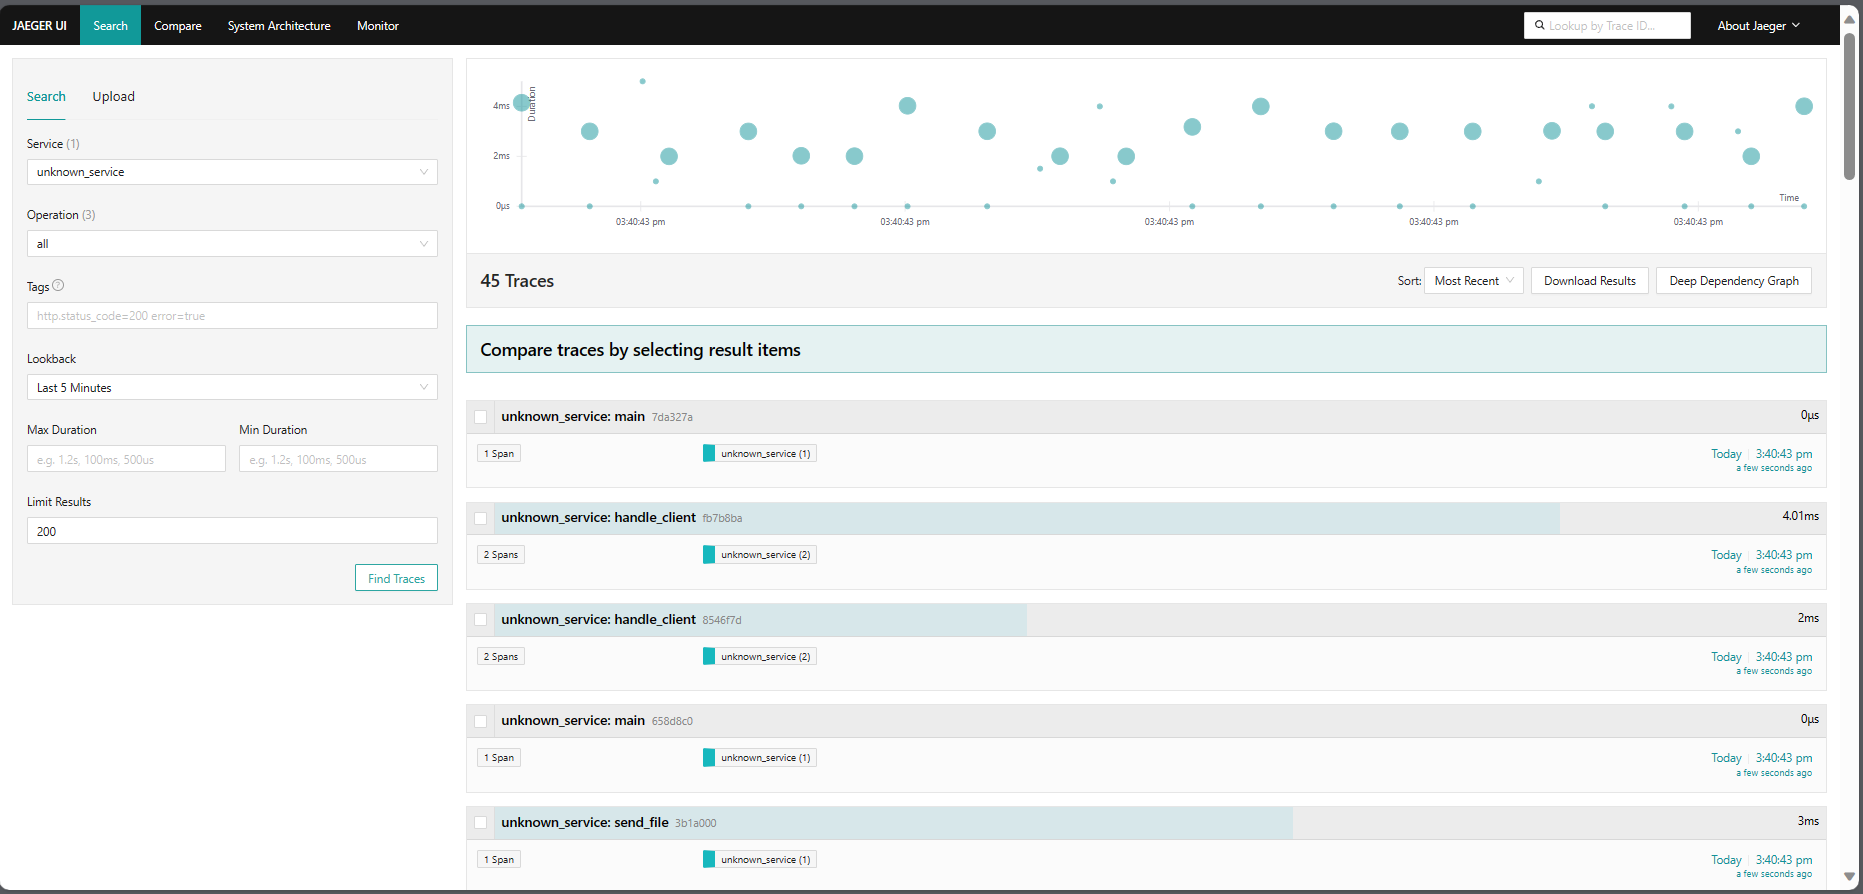 JAEGER UI Search Compare System Architecture Monitor Lookup by Trace ID... About Jaeger
Search Upload
Service (1)
unknown_service
Operation (3)
all
Tags
http.status_code=200 error=true
Lookback
Last 5 Minutes
Max Duration Min Duration
e.g. 1.2s, 100ms, 500us e.g. 1.2s, 100ms, 500us
Limit Results
200
Find Traces
Duration
4ms
2ms
0µs
Time
03:40:43 pm 03:40:43 pm 03:40:43 pm 03:40:43 pm 03:40:43 pm
45 Traces Sort: Most Recent Download Results Deep Dependency Graph
Compare traces by selecting result items
unknown_service: main 7da327a 0µs
1 Span unknown_service (1) Today 3:40:43 pm
a few seconds ago
unknown_service: handle_client fb7b8ba 4.01ms
2 Spans unknown_service (2) Today 3:40:43 pm
a few seconds ago
unknown_service: handle_client 8546f7d 2ms
2 Spans unknown_service (2) Today 3:40:43 pm
a few seconds ago
unknown_service: main 658d8c0 0µs
1 Span unknown_service (1) Today 3:40:43 pm
a few seconds ago
unknown_service: send_file 3b1a000 3ms
1 Span unknown_service (1) Today 3:40:43 pm
a few seconds ago